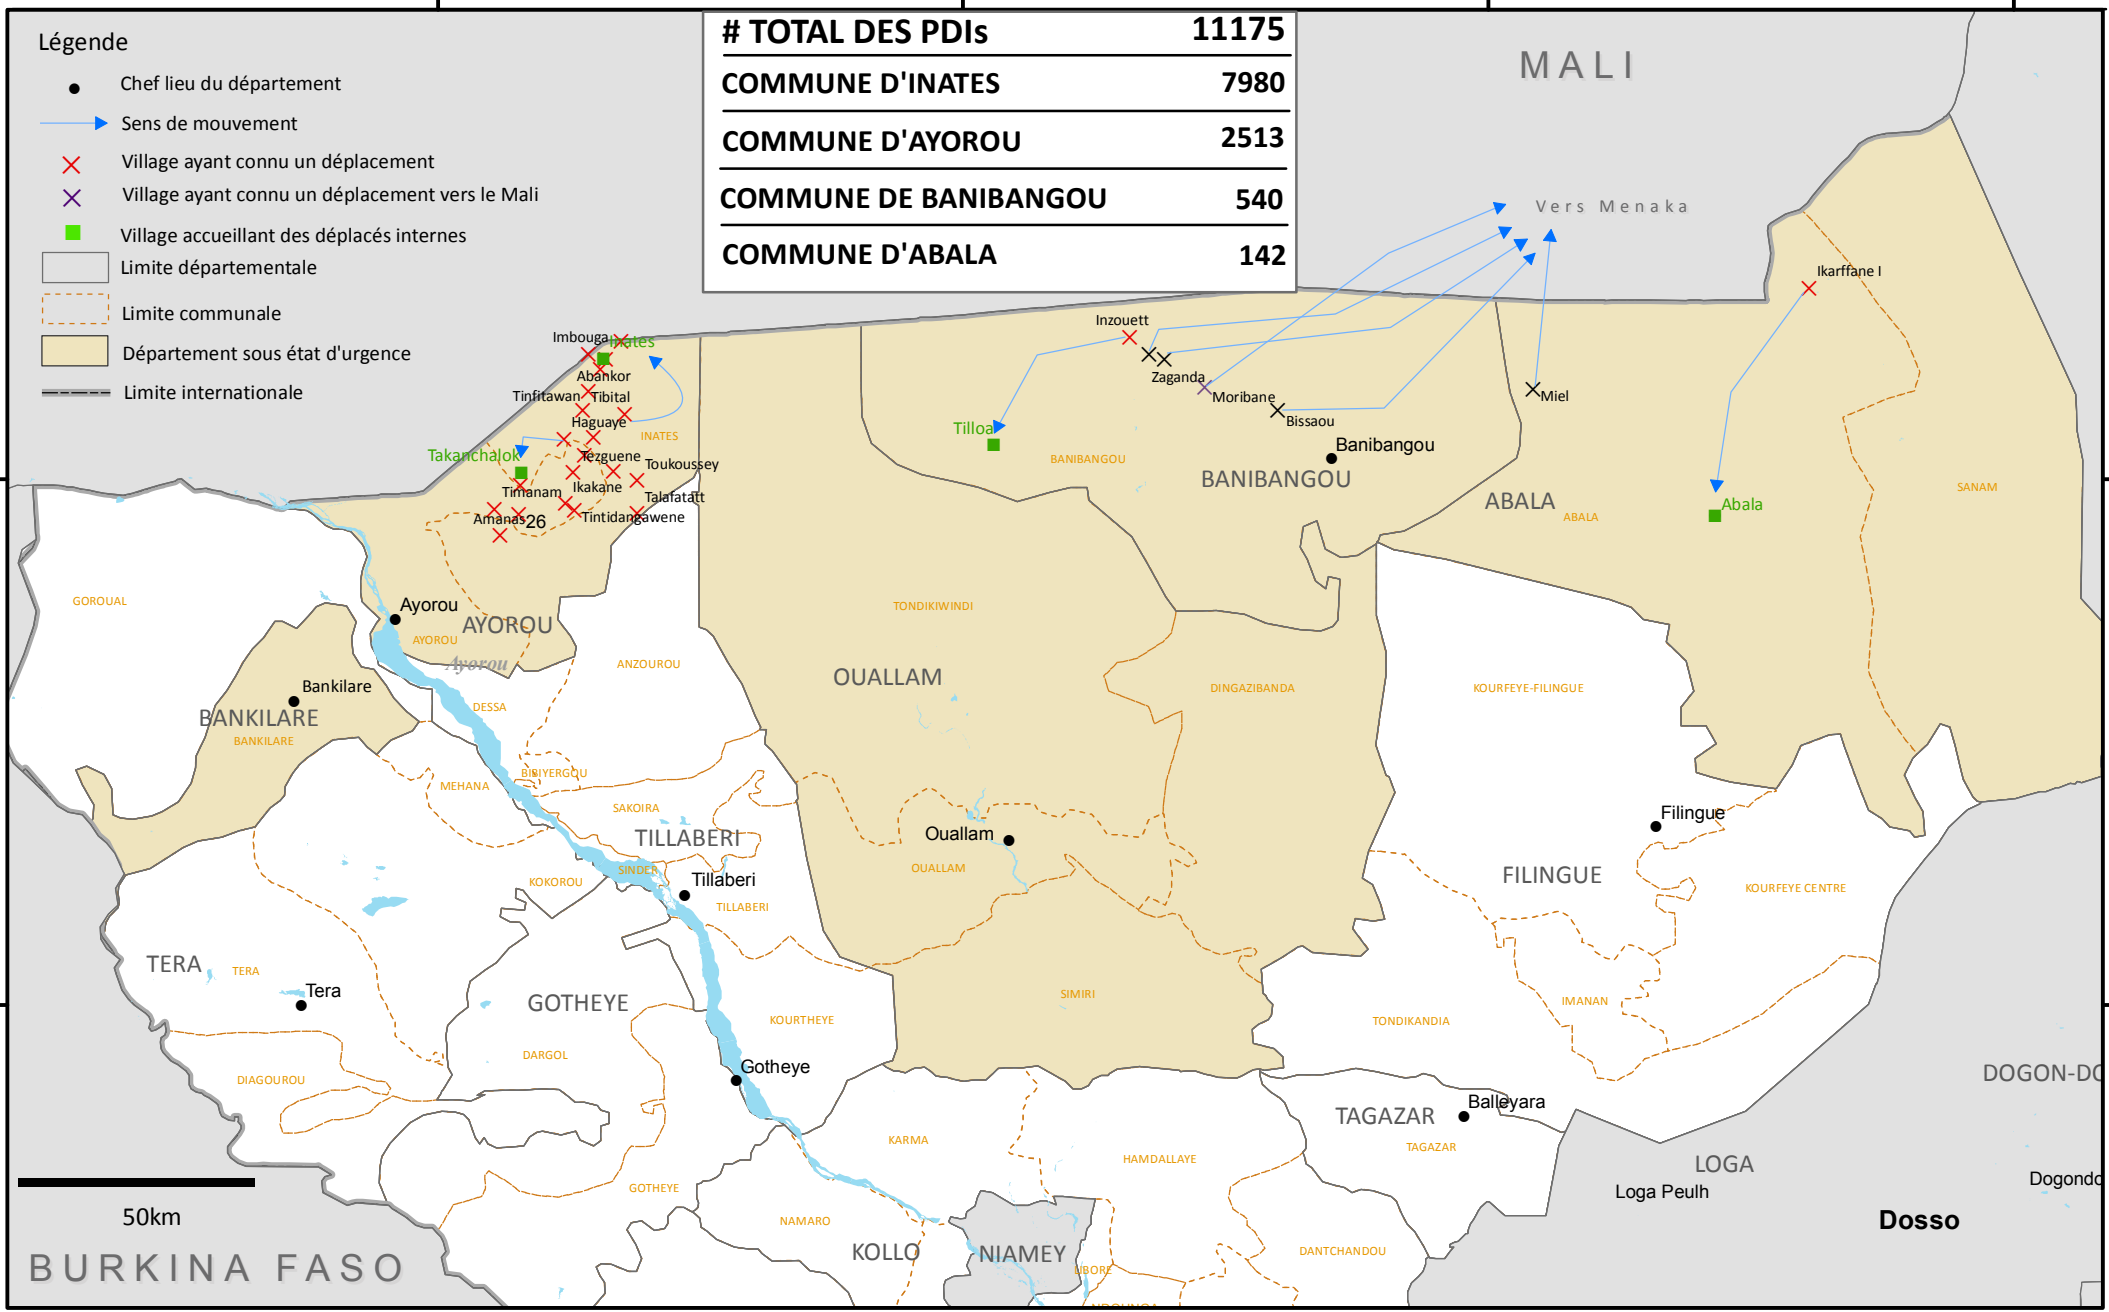 Légende
Chef lieu du département
Sens de mouvement
Village ayant connu un déplacement
Village ayant connu un déplacement vers le Mali
Village accueillant des déplacés internes
Limite départementale
Limite communale
Département sous état d'urgence
Limite internationale
# TOTAL DES PDIs 11175
COMMUNE D'INATES 7980
COMMUNE D'AYOROU 2513
COMMUNE DE BANIBANGOU 540
COMMUNE D'ABALA 142
MALI
Vers Menaka
Ikarffane I
Inzouett
Imbouga
Inates
Abankor
Zaganda
Tinfitawan
Tibital
Moribane
Miel
Haguaye
Bissaou
Tilloa
INATES
Banibangou
Takanchalok
Tezguene
Toukoussey
BANIBANGOU
BANIBANGOU
Timanam
Ikakane
Talafatatt
ABALA
ABALA
Abala
SANAM
Amanas
26
Tintidangawene
GOROUAL
Ayorou
AYOROU
AYOROU
Ayorou
TONDIKIWINDI
ANZOUROU
OUALLAM
DINGAZIBANDA
KOURFEYE-FILINGUE
Bankilare
BANKILARE
BANKILARE
DESSA
BIBIYERGOU
MEHANA
SAKOIRA
TILLABERI
Ouallam
OUALLAM
Filingue
FILINGUE
KOURFEYE CENTRE
SINDER
KOKOROU
Tillaberi
TILLABERI
TERA
TERA
Tera
GOTHEYE
SIMIRI
IMANAN
KOURTHEYE
TONDIKANDIA
DARGOL
Gotheye
DIAGOUROU
DOGON-DO
TAGAZAR
Balleyara
TAGAZAR
KARMA
HAMDALLAYE
LOGA
Loga Peulh
Dogondo
GOTHEYE
50km
NAMARO
Dosso
KOLLO
NIAMEY
DANTCHANDOU
LIBORE
BURKINA FASO
NDOUNGA